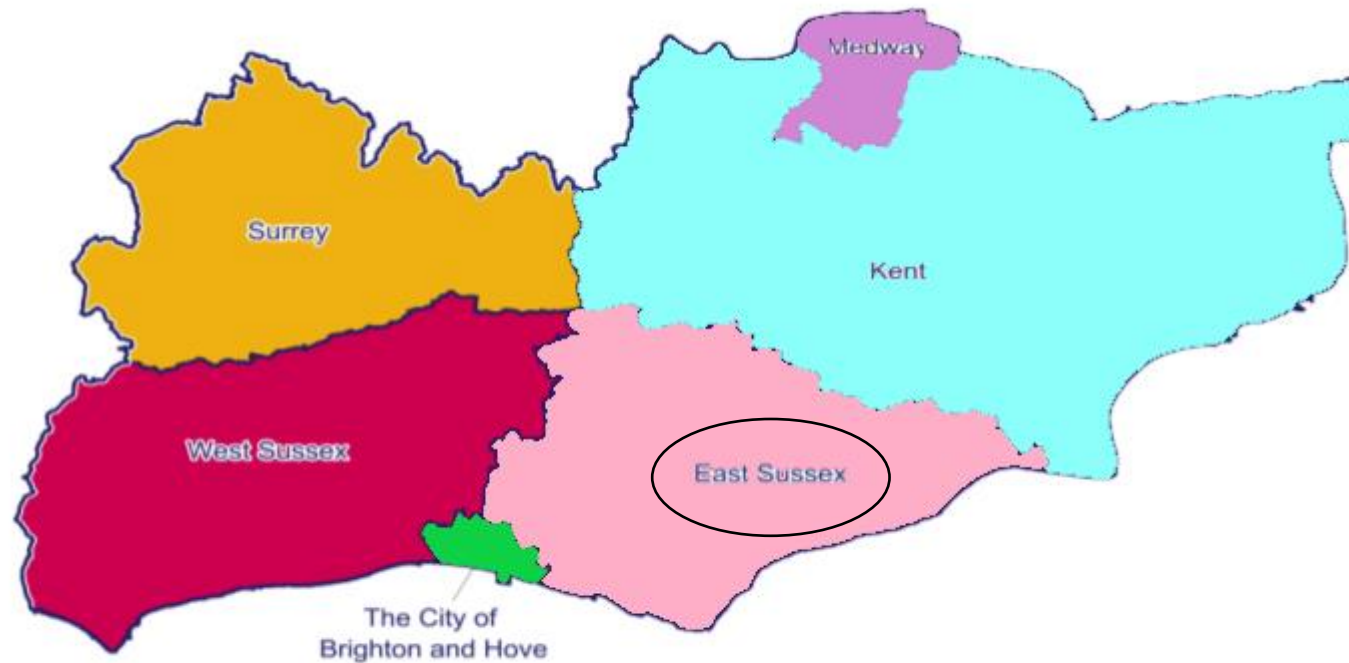 Medway
Surrey
Kent
West Sussex
East Sussex
The City of
Brighton and Hove